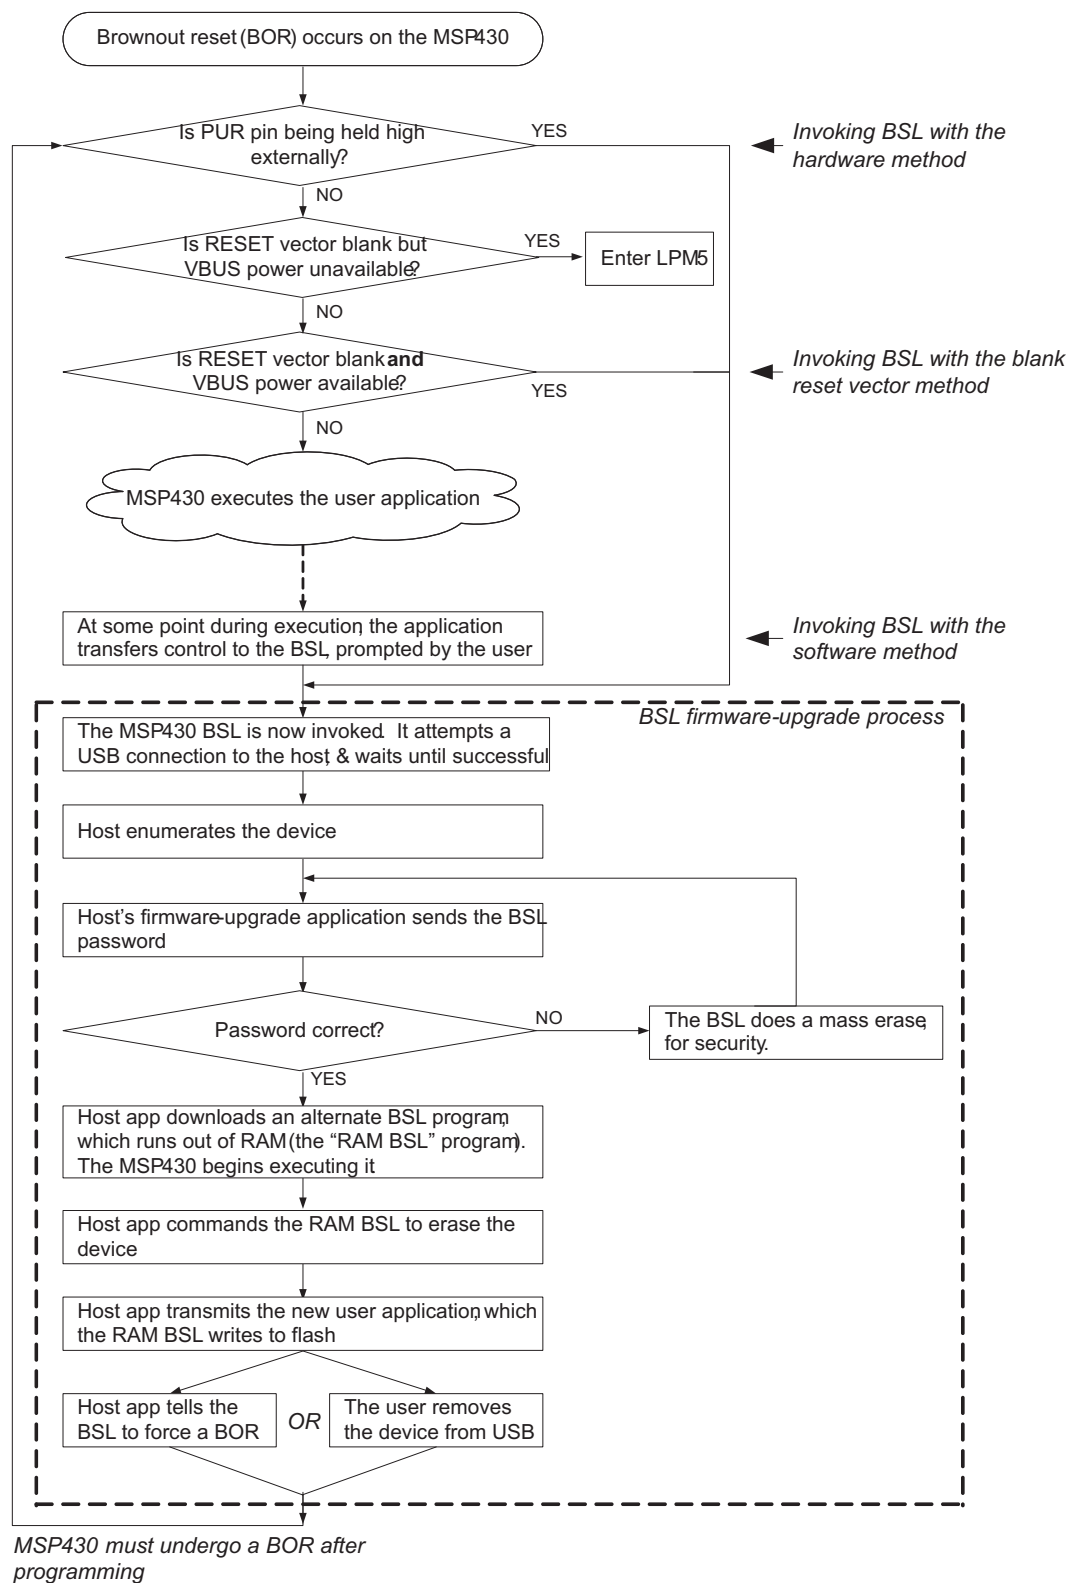 Brownout reset (BOR) occurs on the MSP430
Is PUR pin being held high
externally?
YES
Invoking BSL with the
hardware method
NO
Is RESET vector blank but
VBUS power unavailable?
YES
Enter LPM5
NO
Is RESET vector blank and
VBUS power available?
YES
Invoking BSL with the blank
reset vector method
NO
MSP430 executes the user application
At some point during execution, the application
transfers control to the BSL, prompted by the user
Invoking BSL with the
software method
BSL firmware-upgrade process
The MSP430 BSL is now invoked. It attempts a
USB connection to the host, & waits until successful
Host enumerates the device
Host's firmware-upgrade application sends the BSL
password
Password correct?
NO
The BSL does a mass erase,
for security.
YES
Host app downloads an alternate BSL program,
which runs out of RAM (the “RAM BSL” program).
The MSP430 begins executing it
Host app commands the RAM BSL to erase the
device
Host app transmits the new user application, which
the RAM BSL writes to flash
Host app tells the
BSL to force a BOR
OR
The user removes
the device from USB
MSP430 must undergo a BOR after
programming